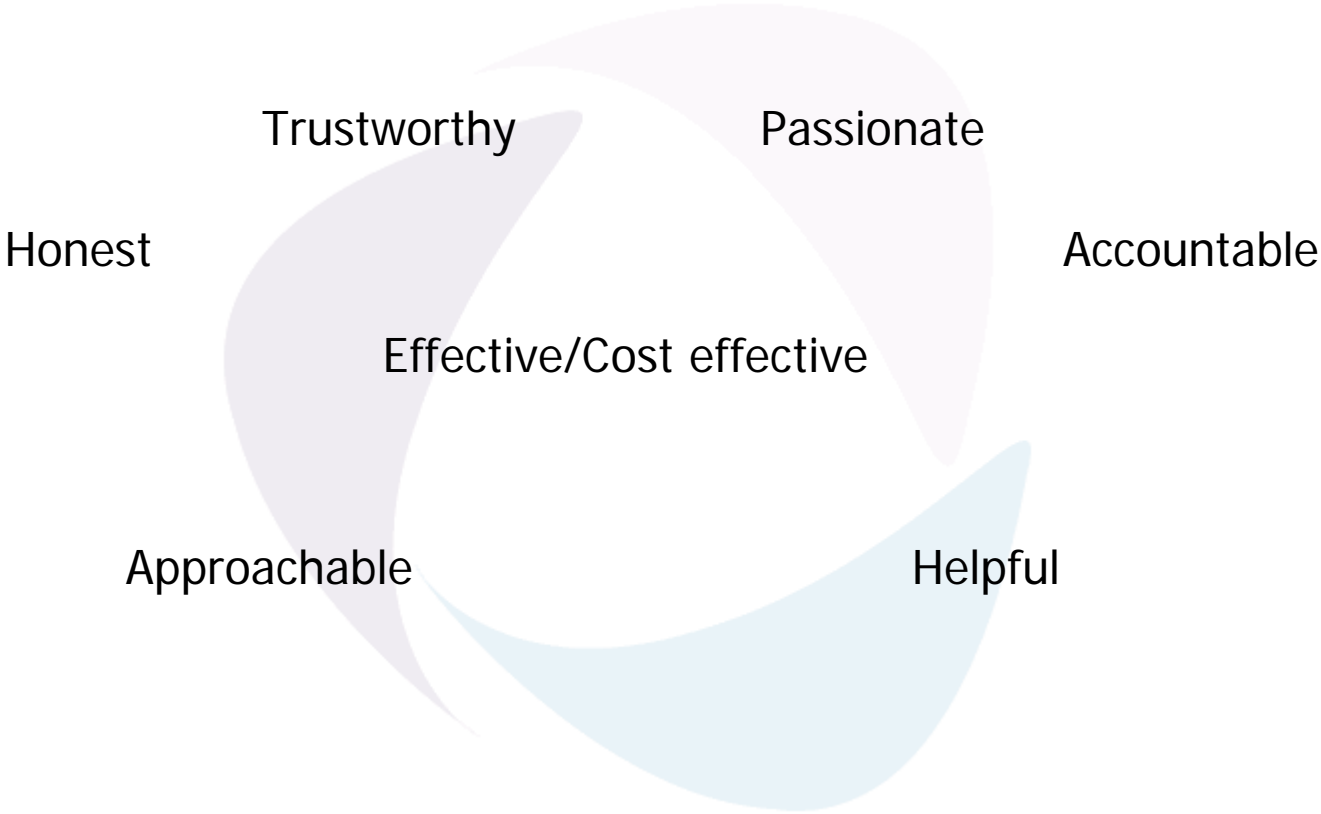 Trustworthy Passionate
Honest Accountable
Effective/Cost effective
Approachable Helpful